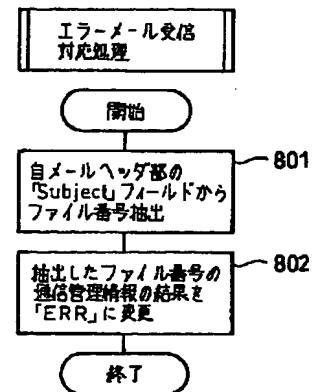 エラーメール受信
対応処理
開始
801
自メールヘッダ部の
「Subject」フィールドから
ファイル番号抽出
802
抽出したファイル番号の
通信管理情報の結果を
「ERR」に変更
終了